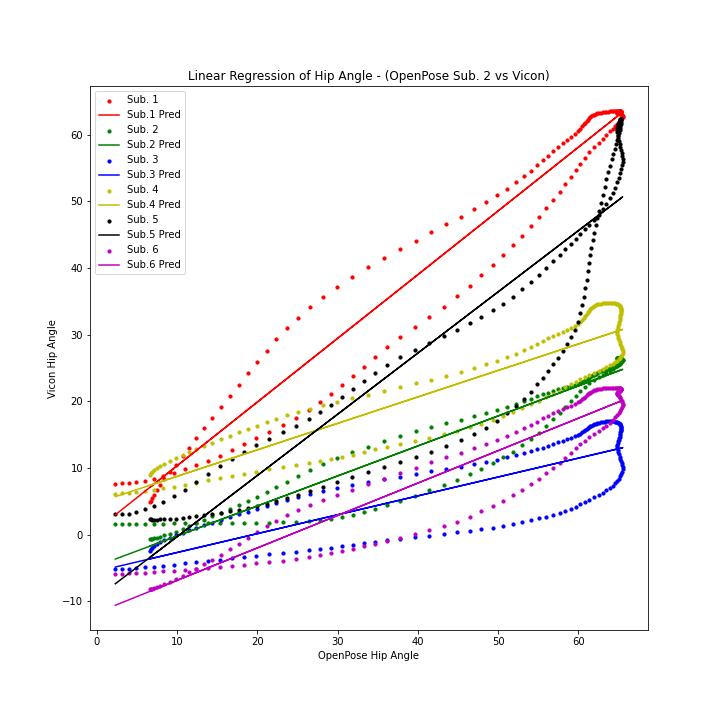 Linear Regression of Hip Angle - (OpenPose Sub. 2 vs Vicon)
Sub. 1
Sub.1 Pred
Sub. 2
Sub.2 Pred
Sub. 3
Sub.3 Pred
Sub. 4
Sub.4 Pred
Sub. 5
Sub.5 Pred
Sub. 6
Sub.6 Pred
60
50
40
30
20
10
0
−10
Vicon Hip Angle
0 10 20 30 40 50 60
OpenPose Hip Angle